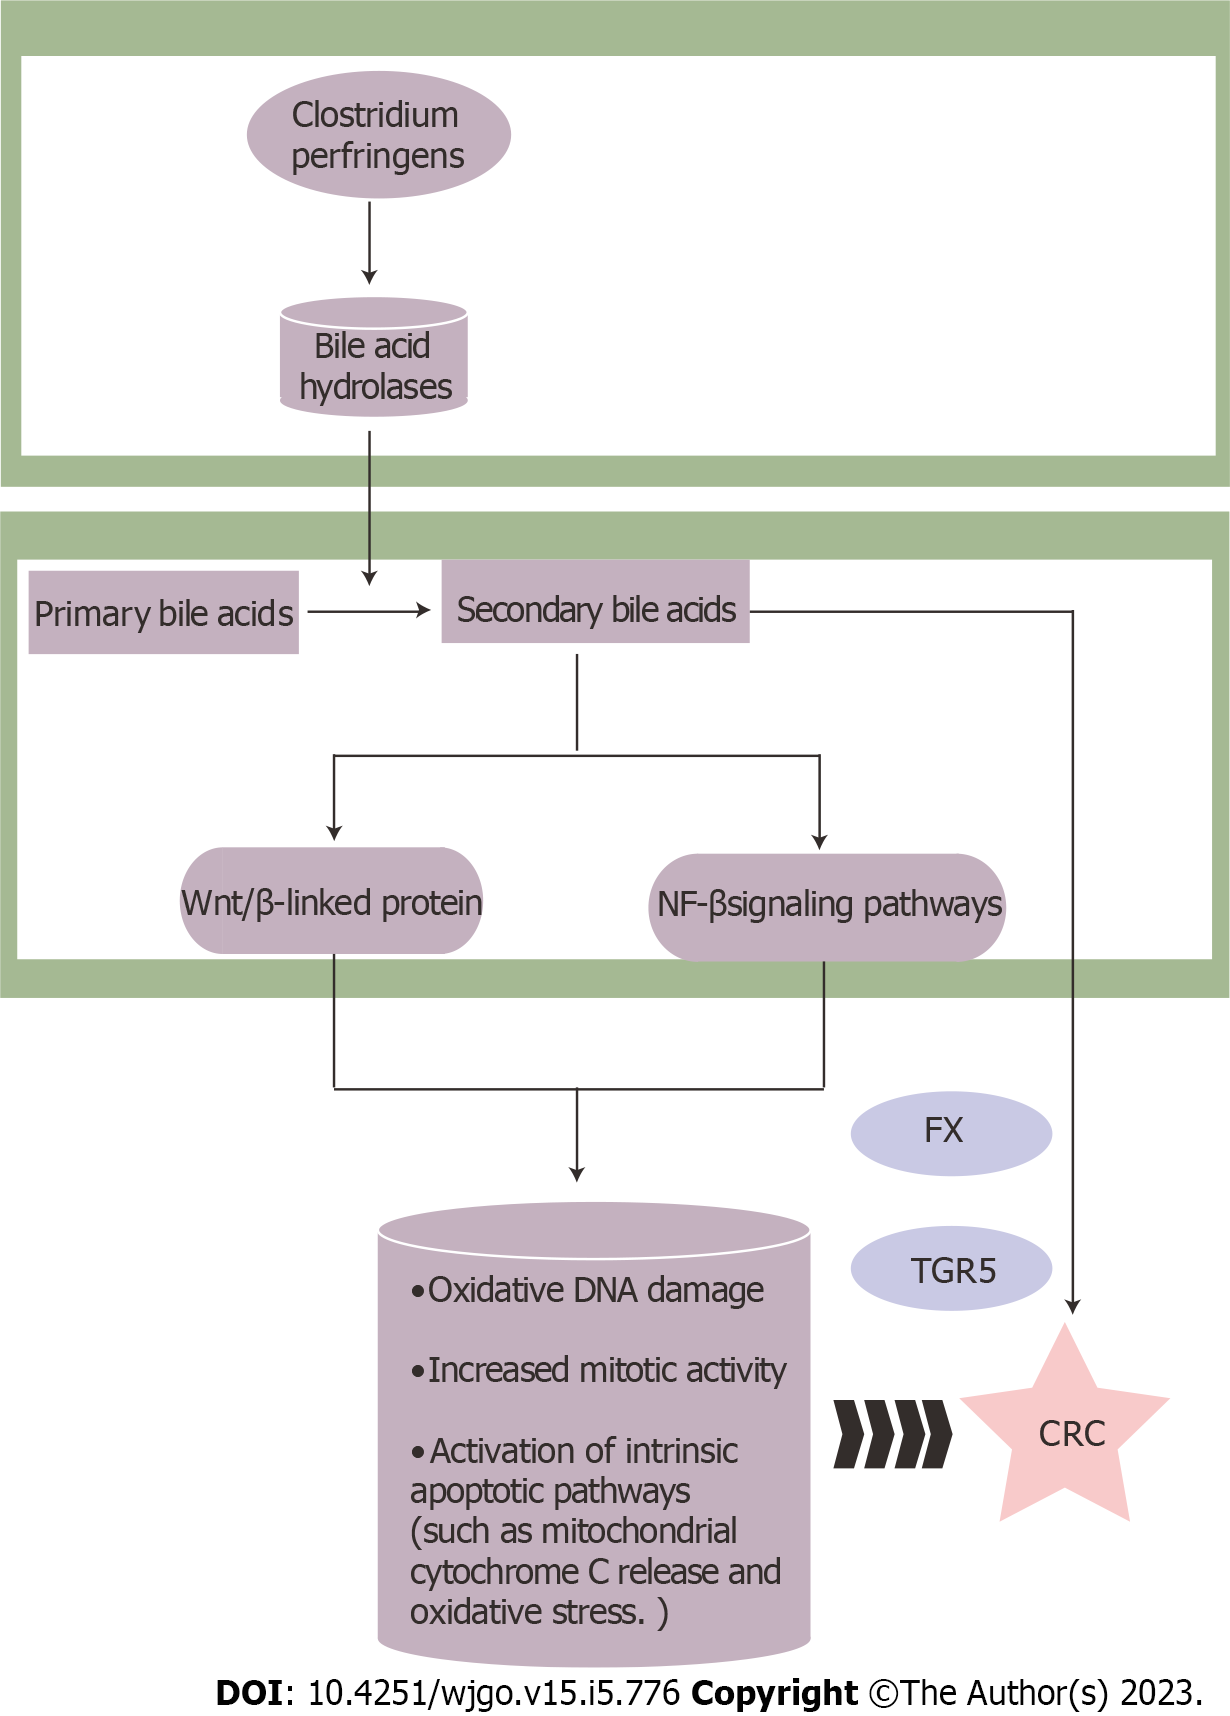 Clostridium
perfringens
Bile acid
hydrolases
Primary bile acids
Secondary bile acids
Wnt/β-linked protein
NF-βsignaling pathways
FX
TGR5
•Oxidative DNA damage
•Increased mitotic activity
• Activation of intrinsic
apoptotic pathways
(such as mitochondrial
cytochrome C release and
oxidative stress. )
CRC
DOI: 10.4251/wjgo.v15.i5.776 Copyright ©The Author(s) 2023.